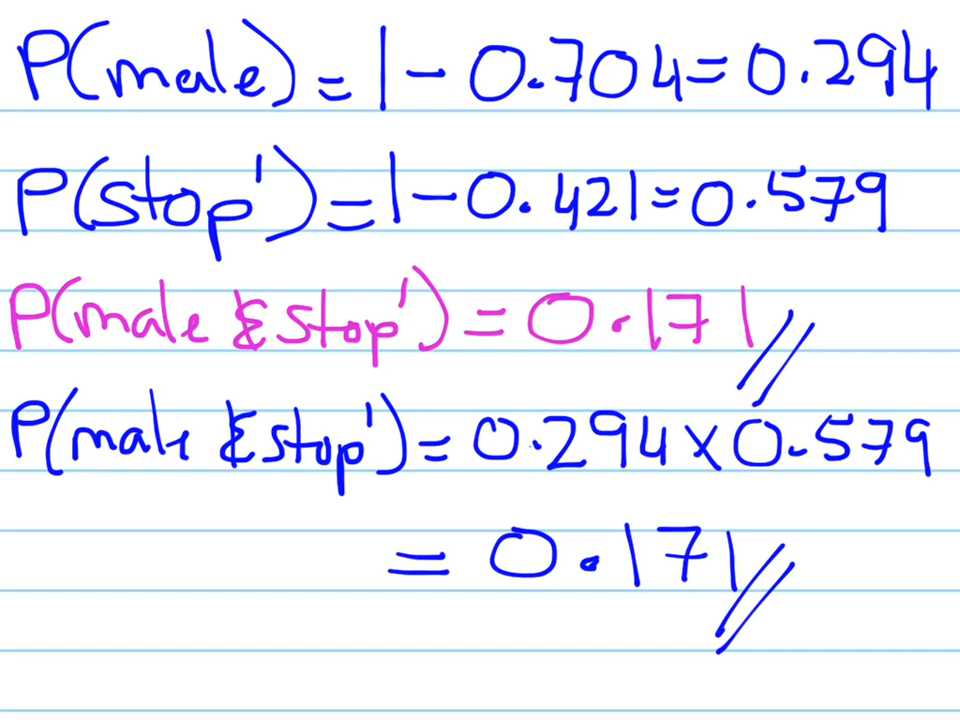 P(male) = 1 - 0.704 = 0.294
P(stop') = 1 - 0.421 = 0.579
P(male & stop') = 0.171 //
P(male & stop') = 0.294 x 0.579
= 0.171 //